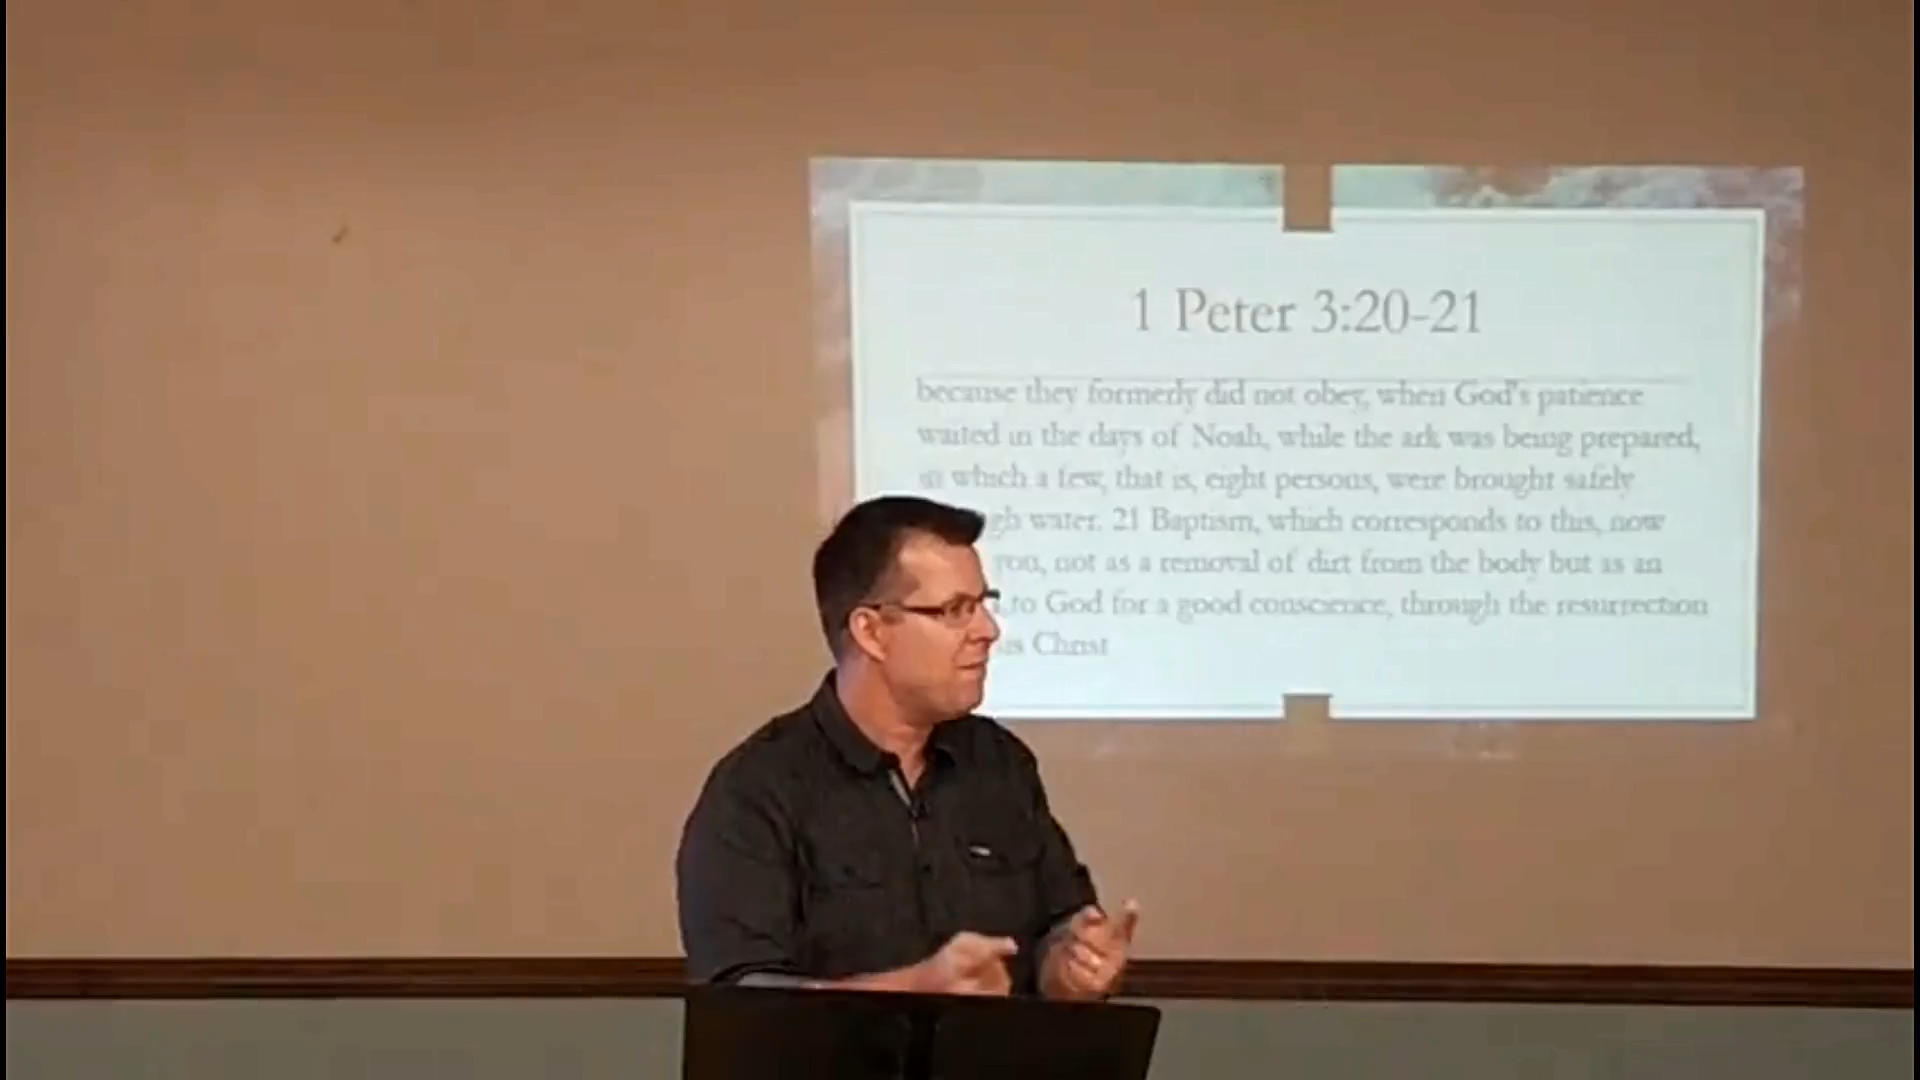 1 Peter 3:20-21
because they formerly did not obey, when God's patience
waited in the days of Noah, while the ark was being prepared,
in which a few, that is, eight persons, were brought safely
gh water. 21 Baptism, which corresponds to this, now
you, not as a removal of dirt from the body but as an
to God for a good conscience, through the resurrection
us Christ